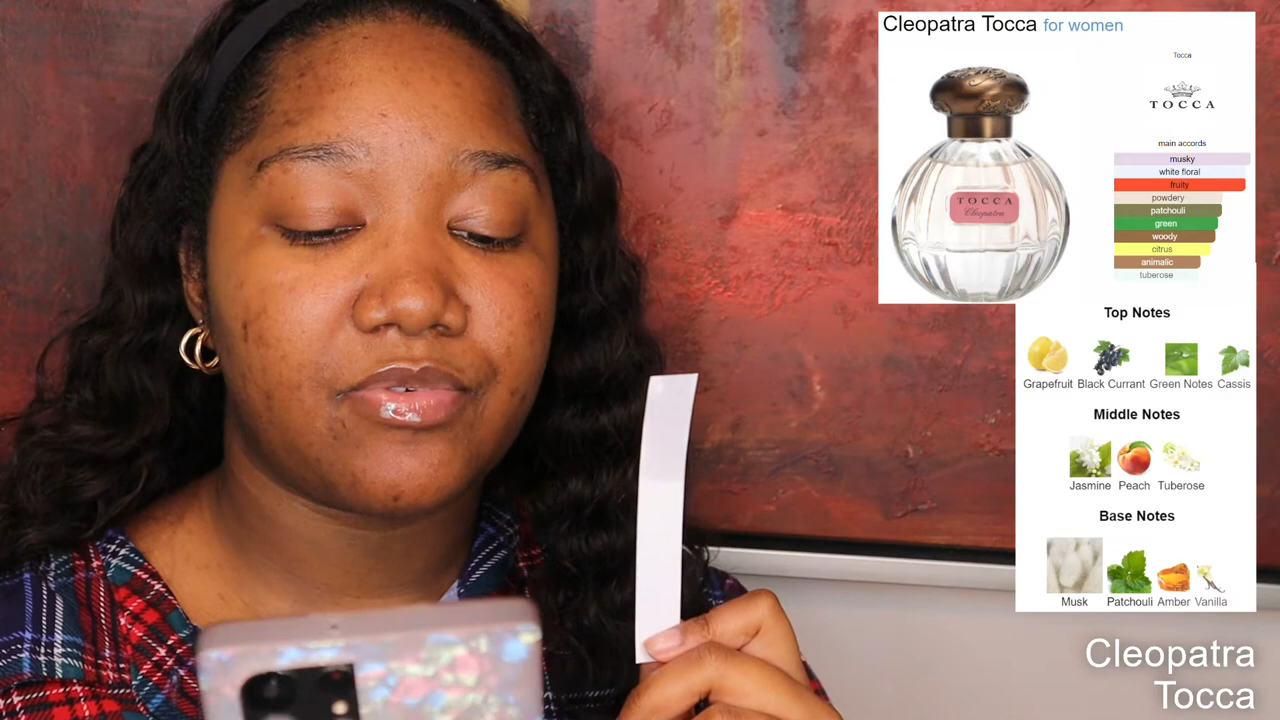 Cleopatra Tocca for women
Tocca
TOCCA
main accords
musky
white floral
fruity
powdery
patchouli
green
woody
citrus
animalic
tuberose
TOCCA
Cleopatra
Top Notes
Grapefruit Black Currant Green Notes Cassis
Middle Notes
Jasmine Peach Tuberose
Base Notes
Musk Patchouli Amber Vanilla
Cleopatra
Tocca